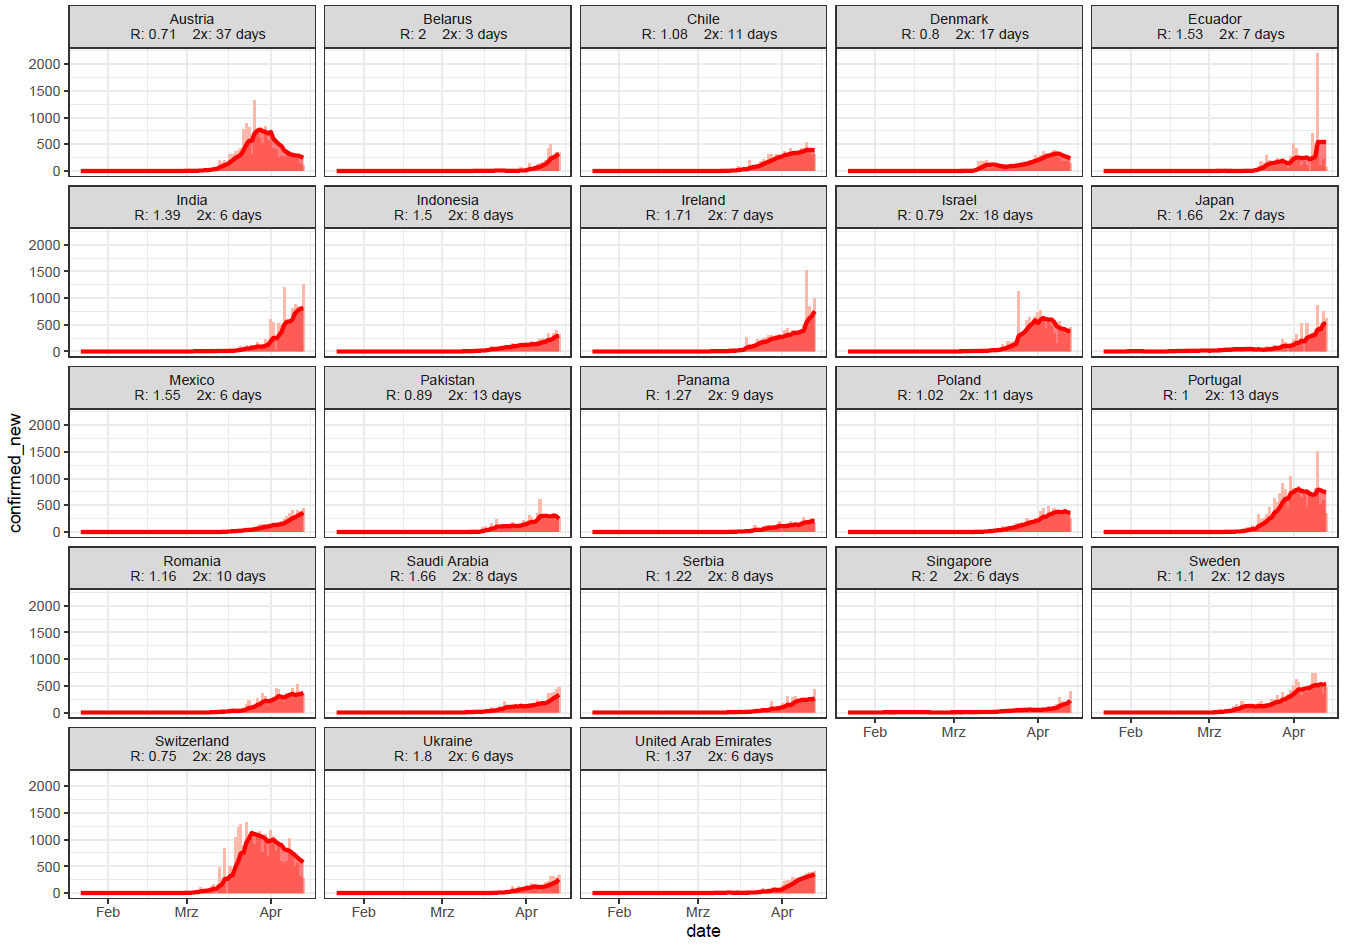 Austria
R: 0.71    2x: 37 days
Belarus
R: 2    2x: 3 days
Chile
R: 1.08    2x: 11 days
Denmark
R: 0.8    2x: 17 days
Ecuador
R: 1.53    2x: 7 days
2000
1500
1000
500
0
India
R: 1.39    2x: 6 days
Indonesia
R: 1.5    2x: 8 days
Ireland
R: 1.71    2x: 7 days
Israel
R: 0.79    2x: 18 days
Japan
R: 1.66    2x: 7 days
2000
1500
1000
500
0
Mexico
R: 1.55    2x: 6 days
Pakistan
R: 0.89    2x: 13 days
Panama
R: 1.27    2x: 9 days
Poland
R: 1.02    2x: 11 days
Portugal
R: 1    2x: 13 days
2000
1500
1000
500
0
confirmed_new
Romania
R: 1.16    2x: 10 days
Saudi Arabia
R: 1.66    2x: 8 days
Serbia
R: 1.22    2x: 8 days
Singapore
R: 2    2x: 6 days
Sweden
R: 1.1    2x: 12 days
2000
1500
1000
500
0
Feb Mrz Apr
Feb Mrz Apr
Switzerland
R: 0.75    2x: 28 days
Ukraine
R: 1.8    2x: 6 days
United Arab Emirates
R: 1.37    2x: 6 days
2000
1500
1000
500
0
Feb Mrz Apr
Feb Mrz Apr
Feb Mrz Apr
date